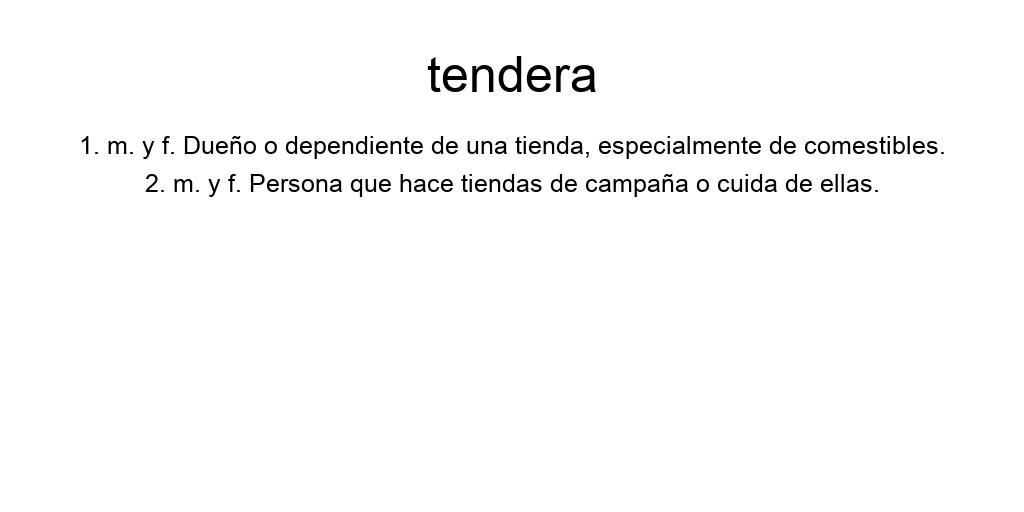 tendera
1. m. y f. Dueño o dependiente de una tienda, especialmente de comestibles.
2. m. y f. Persona que hace tiendas de campaña o cuida de ellas.